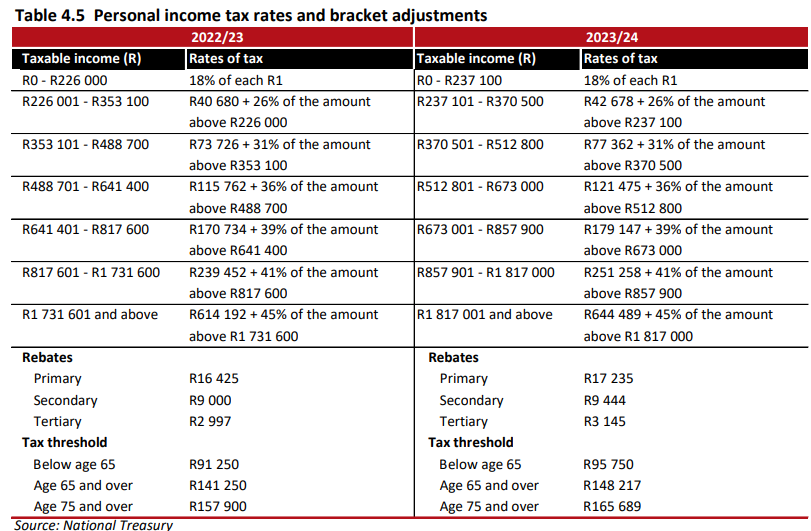 Table 4.5 Personal income tax rates and bracket adjustments
2022/23 2023/24
Taxable income (R) Rates of tax Taxable income (R) Rates of tax
R0 - R226 000 18% of each R1 R0 - R237 100 18% of each R1
R226 001 - R353 100 R40 680 + 26% of the amount R237 101 - R370 500 R42 678 + 26% of the amount
above R226 000 above R237 100
R353 101 - R488 700 R73 726 + 31% of the amount R370 501 - R512 800 R77 362 + 31% of the amount
above R353 100 above R370 500
R488 701 - R641 400 R115 762 + 36% of the amount R512 801 - R673 000 R121 475 + 36% of the amount
above R488 700 above R512 800
R641 401 - R817 600 R170 734 + 39% of the amount R673 001 - R857 900 R179 147 + 39% of the amount
above R641 400 above R673 000
R817 601 - R1 731 600 R239 452 + 41% of the amount R857 901 - R1 817 000 R251 258 + 41% of the amount
above R817 600 above R857 900
R1 731 601 and above R614 192 + 45% of the amount R1 817 001 and above R644 489 + 45% of the amount
above R1 731 600 above R1 817 000
Rebates Rebates
Primary R16 425 Primary R17 235
Secondary R9 000 Secondary R9 444
Tertiary R2 997 Tertiary R3 145
Tax threshold Tax threshold
Below age 65 R91 250 Below age 65 R95 750
Age 65 and over R141 250 Age 65 and over R148 217
Age 75 and over R157 900 Age 75 and over R165 689
Source: National Treasury